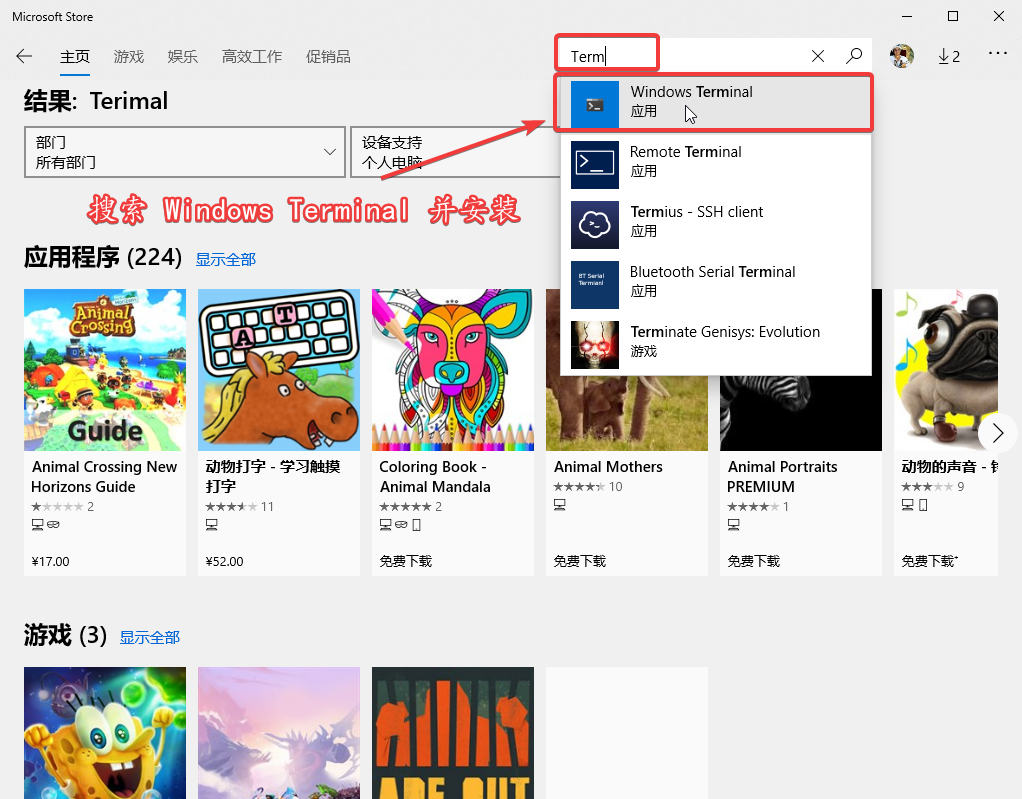 Microsoft Store
主页 游戏 娱乐 高效工作 促销品
Term
2
结果: Terimal
部门
所有部门
设备支持
个人电脑
Windows Terminal
应用
Remote Terminal
应用
Termius - SSH client
应用
BT Serial
Termianl
Bluetooth Serial Terminal
应用
Terminate Genisys: Evolution
游戏
搜索 Windows Terminal 并安装
应用程序 (224) 显示全部
Horizons
Animal
Crossing
Guide
A T
Animal Crossing New
Horizons Guide
2
¥17.00
动物打字 - 学习触摸
打字
11
¥52.00
Coloring Book -
Animal Mandala
2
免费下载
Animal Mothers
10
免费下载
Animal Portraits
PREMIUM
1
免费下载
动物的声音 -
9
免费下载+
游戏 (3) 显示全部